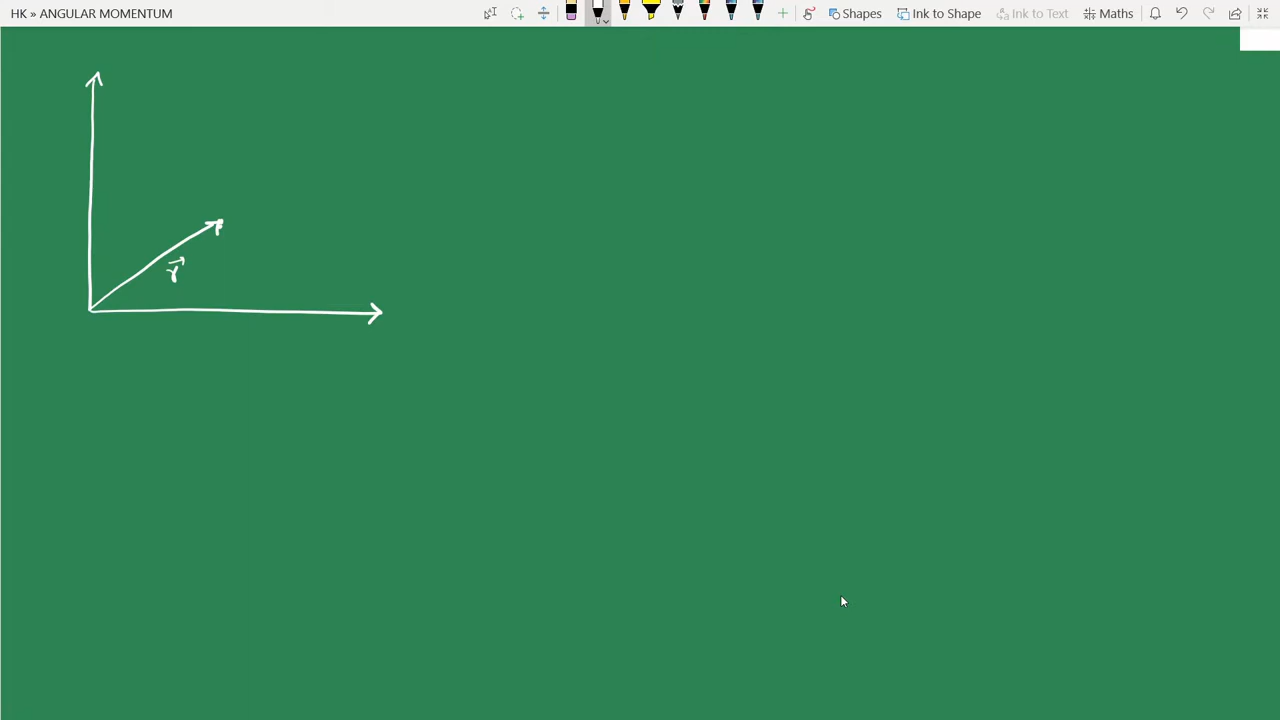 HK » ANGULAR MOMENTUM
Shapes
Ink to Shape
Ink to Text
Maths
r⃗